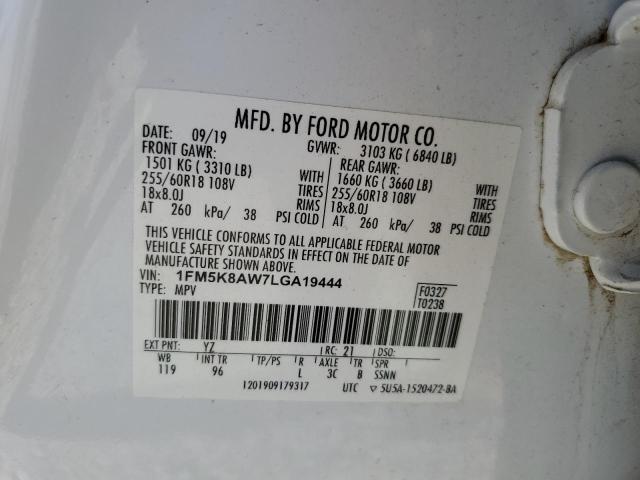 MFD. BY FORD MOTOR CO.
DATE: 09/19 GVWR: 3103 KG ( 6840 LB)
FRONT GAWR: REAR GAWR:
1501 KG ( 3310 LB) WITH 1660 KG ( 3660 LB) WITH
255/60R18 108V TIRES 255/60R18 108V TIRES
18x8.0J RIMS 18x8.0J RIMS
AT 260 kPa/ 38 PSI COLD AT 260 kPa/ 38 PSI COLD
THIS VEHICLE CONFORMS TO ALL APPLICABLE FEDERAL MOTOR
VEHICLE SAFETY STANDARDS IN EFFECT ON THE DATE OF
MANUFACTURE SHOWN ABOVE.
VIN: 1FM5K8AW7LGA19444 F0327
TYPE: MPV T0238
EXT PNT: YZ RC: 21 DSO:
WB INT TR TP/PS R AXLE TR SPR
119 96 L 3C B SSNN
1201909179317 UTC ▽ 5U5A-1520472-BA